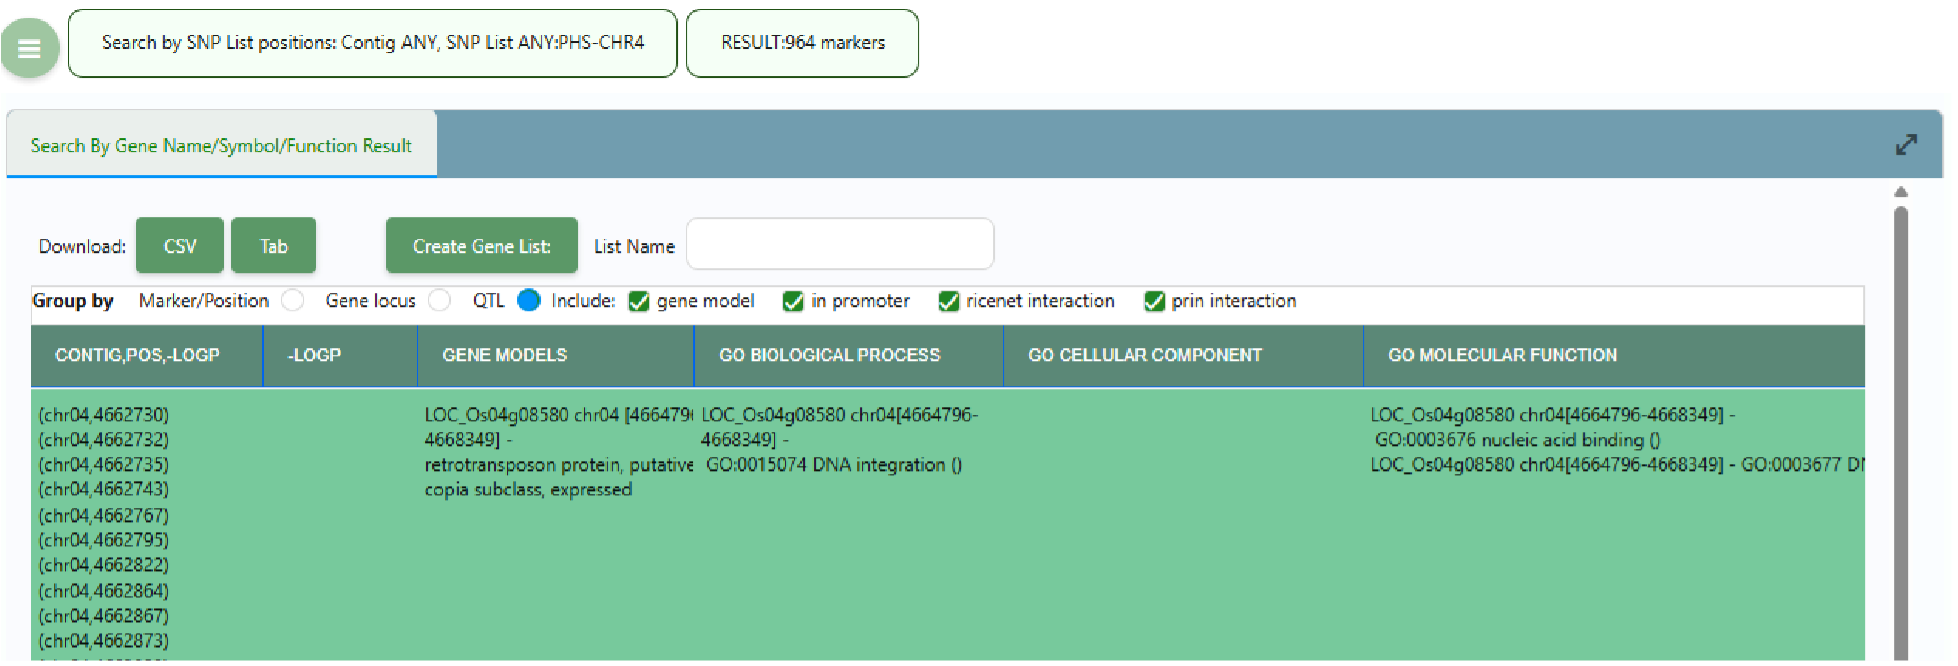 Search by SNP List positions: Contig ANY, SNP List ANY:PHS-CHR4
RESULT:964 markers
Search By Gene Name/Symbol/Function Result
Download: CSV Tab Create Gene List: List Name
Group by Marker/Position Gene locus QTL Include: gene model in promoter ricenet interaction prin interaction
CONTIG,POS,-LOGP -LOGP GENE MODELS GO BIOLOGICAL PROCESS GO CELLULAR COMPONENT GO MOLECULAR FUNCTION
(chr04,4662730)
(chr04,4662732)
(chr04,4662735)
(chr04,4662743)
(chr04,4662767)
(chr04,4662795)
(chr04,4662822)
(chr04,4662864)
(chr04,4662867)
(chr04,4662873)
LOC_Os04g08580 chr04 [466479
4668349] -
retrotransposon protein, putative
copia subclass, expressed
LOC_Os04g08580 chr04[4664796-
4668349] -
GO:0015074 DNA integration ()
LOC_Os04g08580 chr04[4664796-4668349] -
GO:0003676 nucleic acid binding ()
LOC_Os04g08580 chr04[4664796-4668349] - GO:0003677